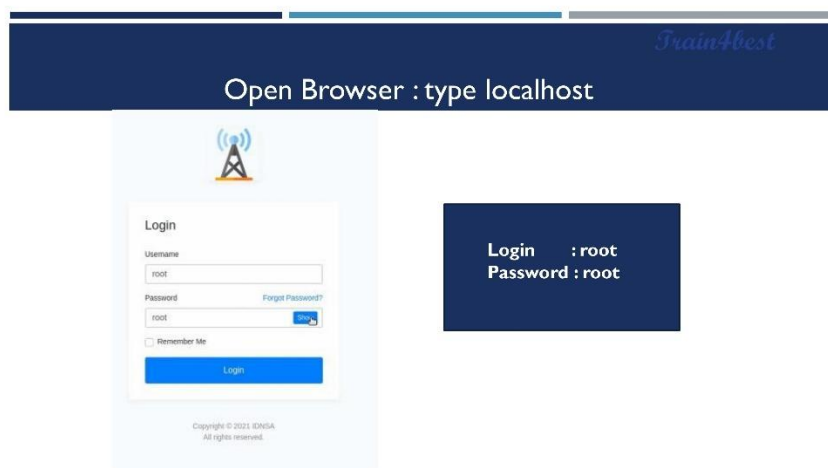 Train4best
Open Browser : type localhost
Login
Username
root
Password Forgot Password?
root
Remember Me
Login
Copyright © 2021 IDNSA
All rights reserved.
Login : root
Password : root